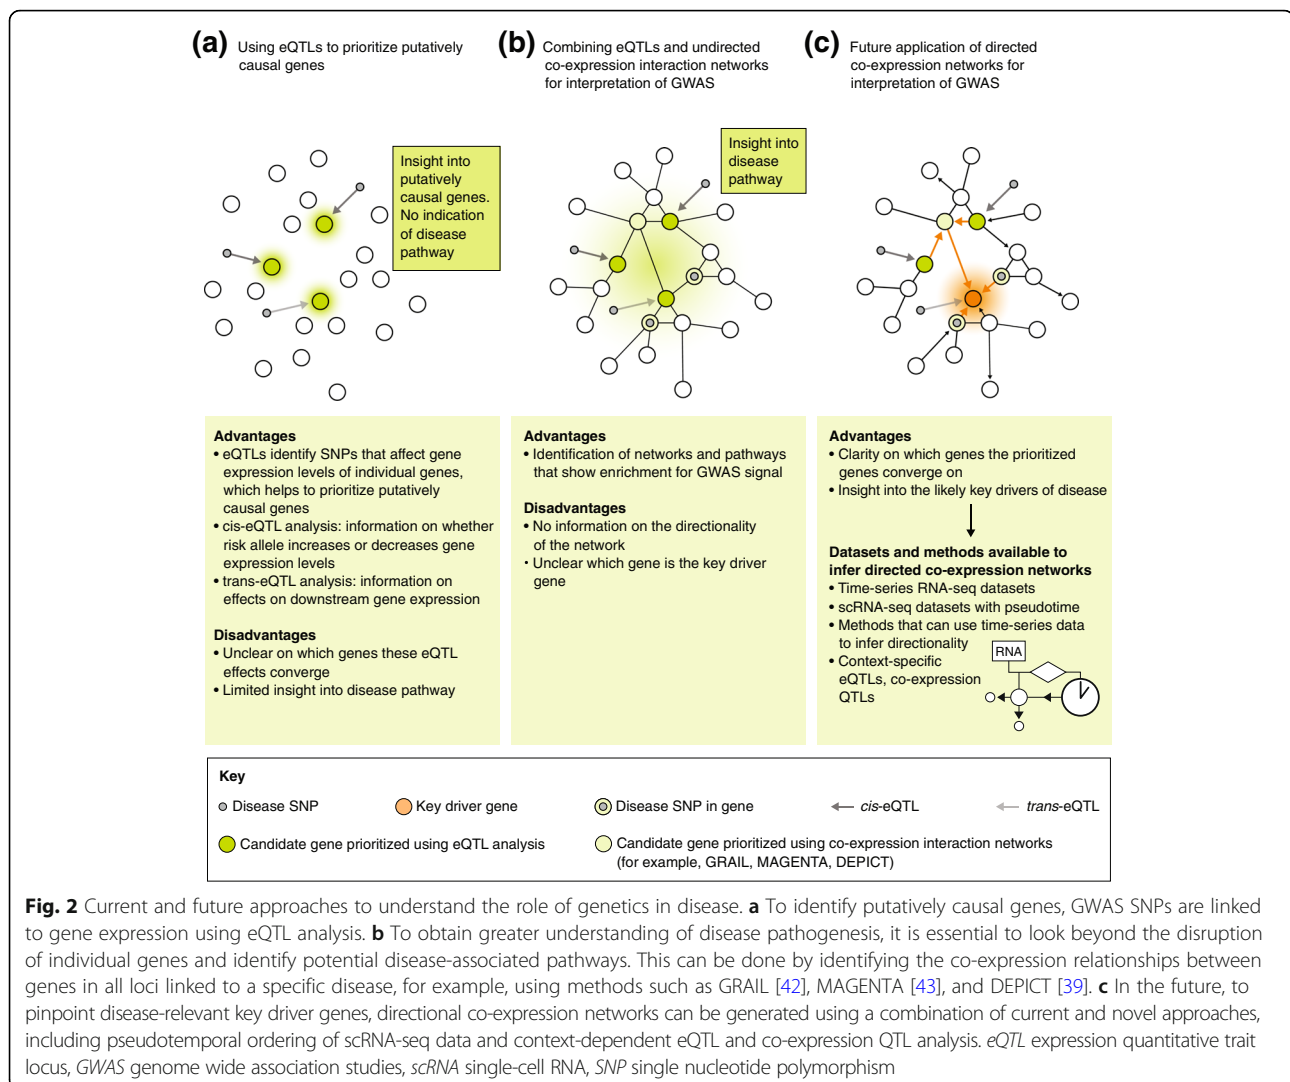 (a) Using eQTLs to prioritize putatively
causal genes
(b) Combining eQTLs and undirected
co-expression interaction networks
for interpretation of GWAS
(c) Future application of directed
co-expression networks for
interpretation of GWAS
Insight into
putatively
causal genes.
No indication
of disease
pathway
Insight into
disease
pathway
Advantages
• eQTLs identify SNPs that affect gene
expression levels of individual genes,
which helps to prioritize putatively
causal genes
• cis-eQTL analysis: information on whether
risk allele increases or decreases gene
expression levels
• trans-eQTL analysis: information on
effects on downstream gene expression
Disadvantages
• Unclear on which genes these eQTL
effects converge
• Limited insight into disease pathway
Advantages
• Identification of networks and pathways
that show enrichment for GWAS signal
Disadvantages
• No information on the directionality
of the network
• Unclear which gene is the key driver
gene
Advantages
• Clarity on which genes the prioritized
genes converge on
• Insight into the likely key drivers of disease
Datasets and methods available to
infer directed co-expression networks
• Time-series RNA-seq datasets
• scRNA-seq datasets with pseudotime
• Methods that can use time-series data
to infer directionality
• Context-specific
eQTLs, co-expression
QTLs
RNA
Key
Disease SNP
Key driver gene
Disease SNP in gene
cis-eQTL
trans-eQTL
Candidate gene prioritized using eQTL analysis
Candidate gene prioritized using co-expression interaction networks
(for example, GRAIL, MAGENTA, DEPICT)
Fig. 2 Current and future approaches to understand the role of genetics in disease. a To identify putatively causal genes, GWAS SNPs are linked
to gene expression using eQTL analysis. b To obtain greater understanding of disease pathogenesis, it is essential to look beyond the disruption
of individual genes and identify potential disease-associated pathways. This can be done by identifying the co-expression relationships between
genes in all loci linked to a specific disease, for example, using methods such as GRAIL [42], MAGENTA [43], and DEPICT [39]. c In the future, to
pinpoint disease-relevant key driver genes, directional co-expression networks can be generated using a combination of current and novel approaches,
including pseudotemporal ordering of scRNA-seq data and context-dependent eQTL and co-expression QTL analysis. eQTL expression quantitative trait
locus, GWAS genome wide association studies, scRNA single-cell RNA, SNP single nucleotide polymorphism